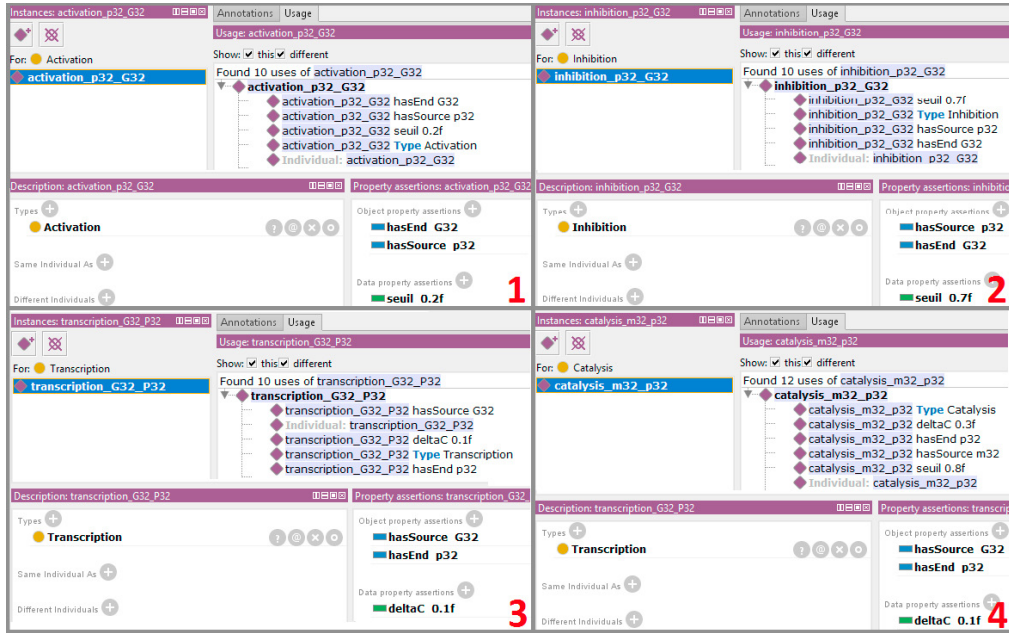 Instances: activation_p32_G32
Annotations Usage
Usage: activation_p32_G32
For: Activation
Show: this different
activation_p32_G32
Found 10 uses of activation_p32_G32
activation_p32_G32
activation_p32_G32 hasEnd G32
activation_p32_G32 hasSource p32
activation_p32_G32 seuil 0.2f
activation_p32_G32 Type Activation
Individual: activation_p32_G32
Description: activation_p32_G32
Property assertions: activation_p32_G32
Types
Activation
Same Individual As
Different Individuals
Object property assertions
hasEnd G32
hasSource p32
Data property assertions
seuil 0.2f
1
Instances: inhibition_p32_G32
Annotations Usage
Usage: inhibition_p32_G32
For: Inhibition
Show: this different
inhibition_p32_G32
Found 10 uses of inhibition_p32_G32
inhibition_p32_G32
inhibition_p32_G32 seuil 0.7f
inhibition_p32_G32 Type Inhibition
inhibition_p32_G32 hasSource p32
inhibition_p32_G32 hasEnd G32
Individual: inhibition_p32_G32
Description: inhibition_p32_G32
Property assertions: inhibitio
Types
Inhibition
Same Individual As
Different Individuals
Object property assertions
hasSource p32
hasEnd G32
Data property assertions
seuil 0.7f
2
Instances: transcription_G32_P32
Annotations Usage
Usage: transcription_G32_P32
For: Transcription
Show: this different
transcription_G32_P32
Found 10 uses of transcription_G32_P32
transcription_G32_P32
transcription_G32_P32 hasSource G32
Individual: transcription_G32_P32
transcription_G32_P32 deltaC 0.1f
transcription_G32_P32 Type Transcription
transcription_G32_P32 hasEnd p32
Description: transcription_G32_P32
Property assertions: transcription_G32_
Types
Transcription
Same Individual As
Different Individuals
Object property assertions
hasSource G32
hasEnd p32
Data property assertions
deltaC 0.1f
3
Instances: catalysis_m32_p32
Annotations Usage
Usage: catalysis_m32_p32
For: Catalysis
Show: this different
catalysis_m32_p32
Found 12 uses of catalysis_m32_p32
catalysis_m32_p32
catalysis_m32_p32 Type Catalysis
catalysis_m32_p32 deltaC 0.3f
catalysis_m32_p32 hasEnd p32
catalysis_m32_p32 hasSource m32
catalysis_m32_p32 seuil 0.8f
Individual: catalysis_m32_p32
Description: transcription_G32_P32
Property assertions: transcrip
Types
Transcription
Same Individual As
Different Individuals
Object property assertions
hasSource G32
hasEnd p32
Data property assertions
deltaC 0.1f
4